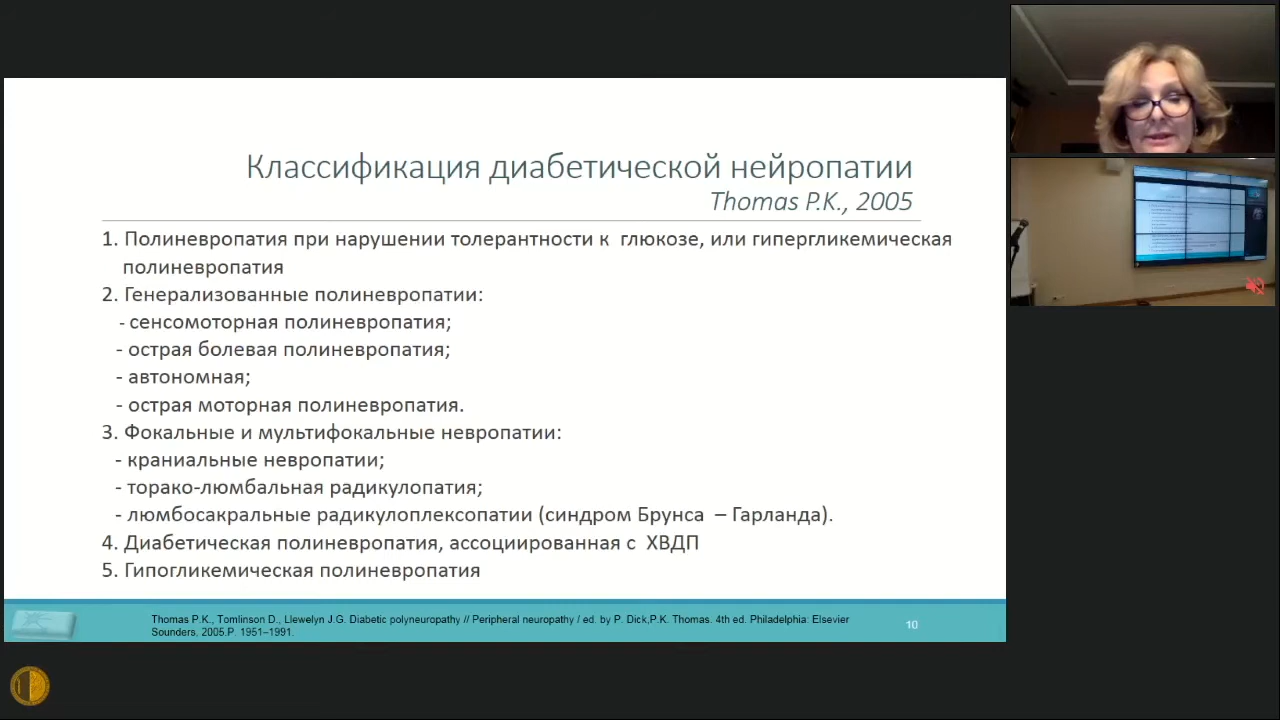 Классификация диабетической нейропатии
Thomas P.K., 2005
1. Полиневропатия при нарушении толерантности к глюкозе, или гипергликемическая
полиневропатия
2. Генерализованные полиневропатии:
- сенсомоторная полиневропатия;
- острая болевая полиневропатия;
- автономная;
- острая моторная полиневропатия.
3. Фокальные и мультифокальные невропатии:
- краниальные невропатии;
- торако-люмбальная радикулопатия;
- люмбосакральные радикулоплексопатии (синдром Брунса – Гарланда).
4. Диабетическая полиневропатия, ассоциированная с ХВДП
5. Гипогликемическая полиневропатия
Thomas P.K., Tomlinson D., Llewelyn J.G. Diabetic polyneuropathy // Peripheral neuropathy / ed. by P. Dick,P.K. Thomas. 4th ed. Philadelphia: Elsevier
Sounders, 2005.P. 1951–1991.
10